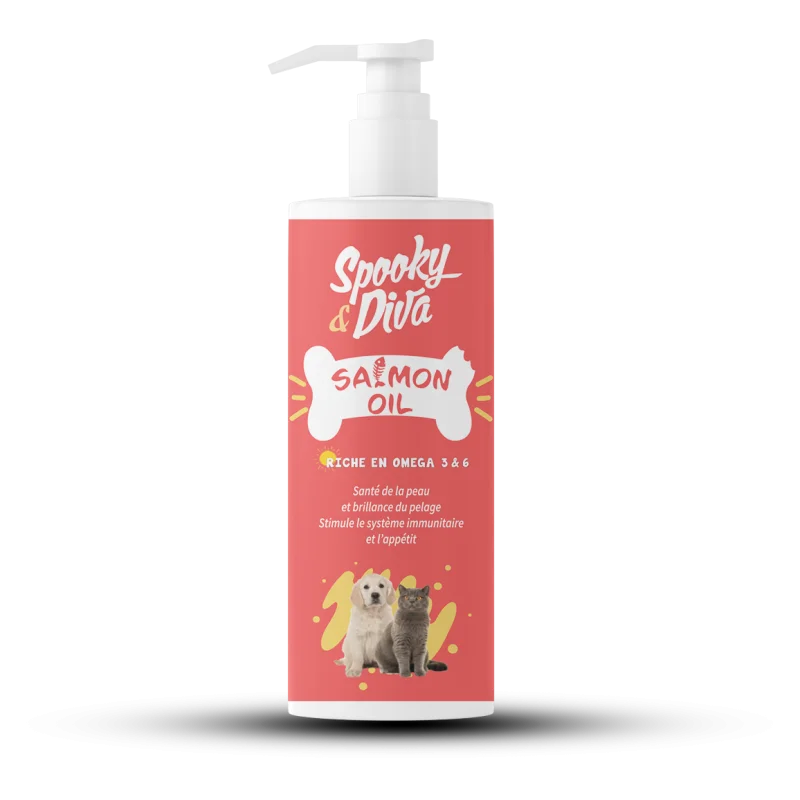 Spooky
& Diva
SALMON
OIL
RICHE EN OMEGA 3 & 6
Santé de la peau
et brillance du pelage
Stimule le système immunitaire
et l'appétit